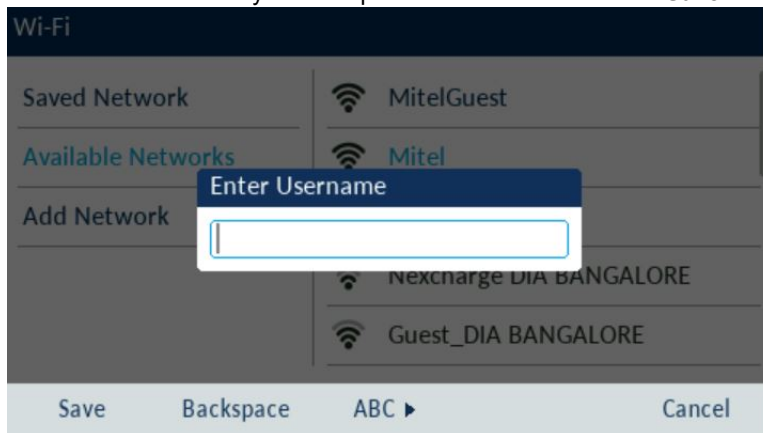 Wi-Fi
Saved Network
MitelGuest
Available Networks
Mitel
Enter Username
Add Network
Nexcharge DIA BANGALORE
Guest_DIA BANGALORE
Save Backspace ABC ▸ Cancel